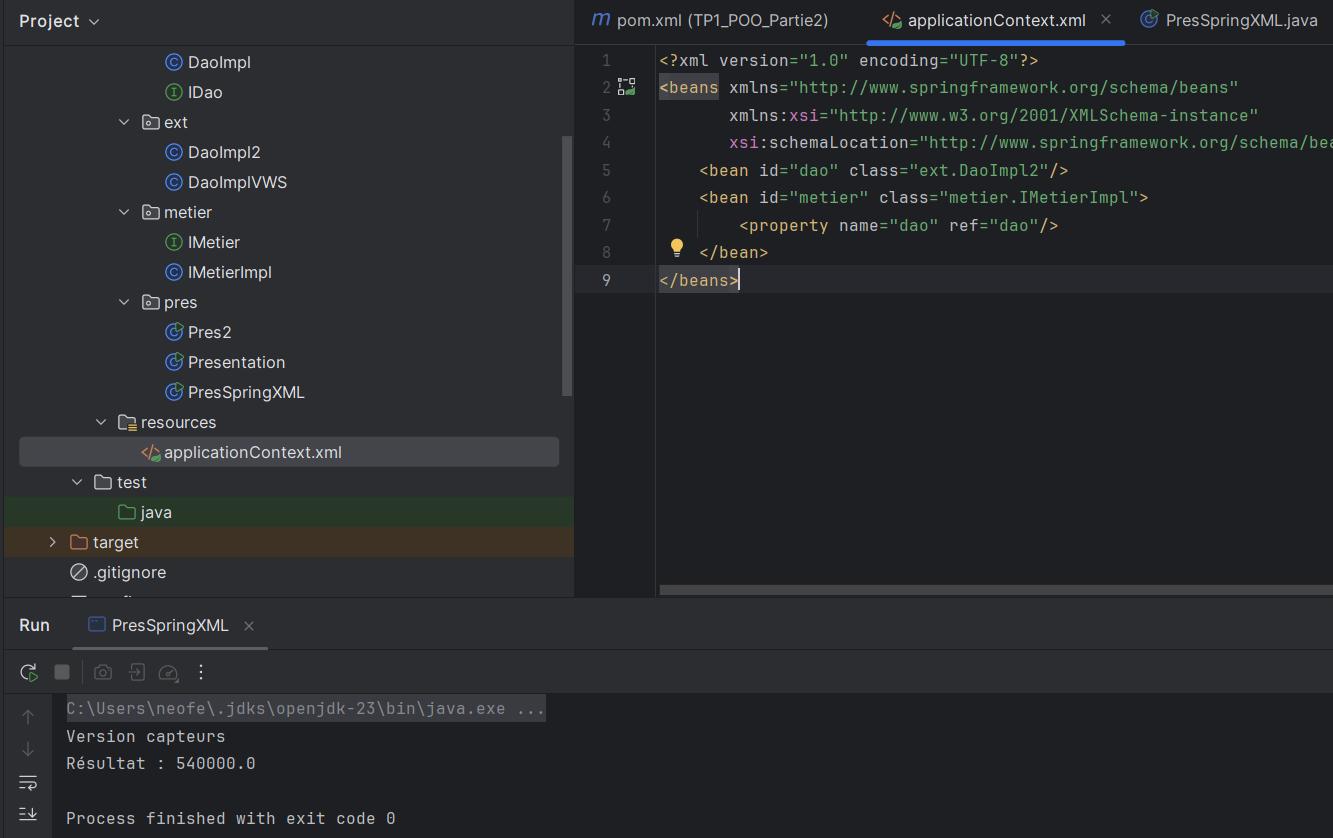 Project
DaoImpl
IDao
ext
DaoImpl2
DaoImplVWS
metier
IMetier
IMetierImpl
pres
Pres2
Presentation
PresSpringXML
resources
applicationContext.xml
test
java
target
.gitignore
pom.xml (TP1_POO_Partie2)
applicationContext.xml
PresSpringXML.java
1 <?xml version="1.0" encoding="UTF-8"?>
2 <beans xmlns="http://www.springframework.org/schema/beans"
3 xmlns:xsi="http://www.w3.org/2001/XMLSchema-instance"
4 xsi:schemaLocation="http://www.springframework.org/schema/bea
5 <bean id="dao" class="ext.DaoImpl2"/>
6 <bean id="metier" class="metier.IMetierImpl">
7 <property name="dao" ref="dao"/>
8 </bean>
9 </beans>
Run
PresSpringXML
C:\Users\neofe\.jdks\openjdk-23\bin\java.exe ...
Version capteurs
Résultat : 540000.0
Process finished with exit code 0